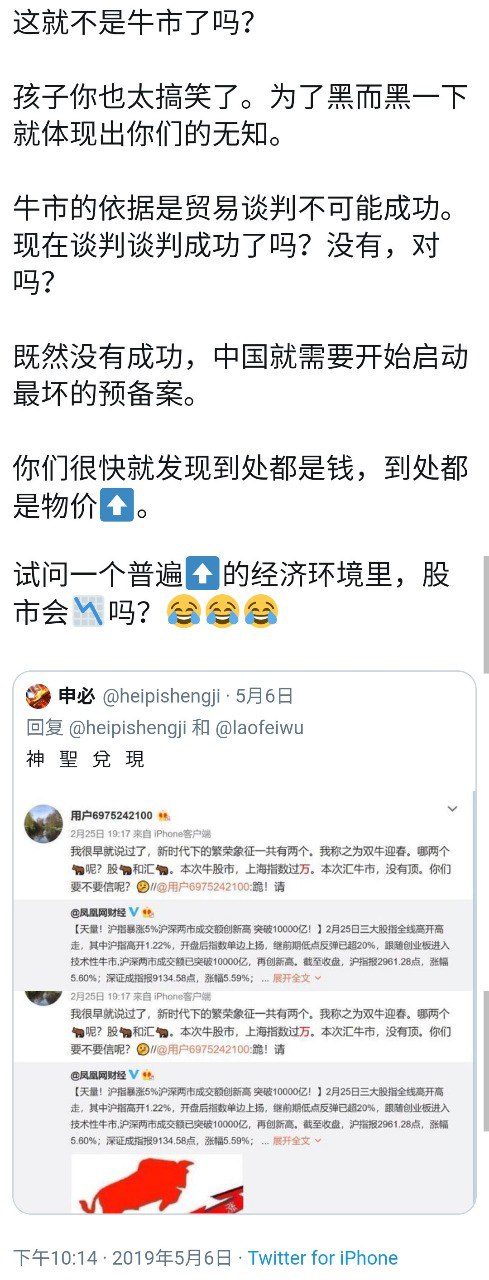 这就不是牛市了吗？
孩子你也太搞笑了。为了黑而黑一下
就体现出你们的无知。
牛市的依据是贸易谈判不可能成功。
现在谈判谈判成功了吗？没有，对
吗？
既然没有成功，中国就需要开始启动
最坏的预备案。
你们很快就发现到处都是钱，到处都
是物价⬆️。
试问一个普遍⬆️的经济环境里，股
市会📉吗？😂😂😂
申必 @heipishengji · 5月6日
回复 @heipishengji 和 @laofeiwu
神 聖 兌 現
用户6975242100
2月25日 19:17 来自 iPhone客户端
我很早就说过了，新时代下的繁荣象征一共有两个。我称之为双牛迎春。哪两个
🐂呢？股🐂和汇🐂。本次牛股市，上海指数过万。本次汇牛市，没有顶。你们
要不要信呢？🤔//@用户6975242100:跪！请
@凤凰网财经
【天量！沪指暴涨5%沪深两市成交额创新高 突破10000亿！】2月25日三大股指全线高开高
走，其中沪指高开1.22%，开盘后指数单边上扬，继前期低点反弹已超20%，跟随创业板进入
技术性牛市,沪深两市成交额已突破10000亿，再创新高。截至收盘，沪指报2961.28点，涨幅
5.60%；深证成指报9134.58点，涨幅5.59%； ... 展开全文
2月25日 19:17 来自 iPhone客户端
我很早就说过了，新时代下的繁荣象征一共有两个。我称之为双牛迎春。哪两个
🐂呢？股🐂和汇🐂。本次牛股市，上海指数过万。本次汇牛市，没有顶。你们
要不要信呢？🤔//@用户6975242100:跪！请
@凤凰网财经
【天量！沪指暴涨5%沪深两市成交额创新高 突破10000亿！】2月25日三大股指全线高开高
走，其中沪指高开1.22%，开盘后指数单边上扬，继前期低点反弹已超20%，跟随创业板进入
技术性牛市,沪深两市成交额已突破10000亿，再创新高。截至收盘，沪指报2961.28点，涨幅
5.60%；深证成指报9134.58点，涨幅5.59%； ... 展开全文
下午10:14 · 2019年5月6日 · Twitter for iPhone